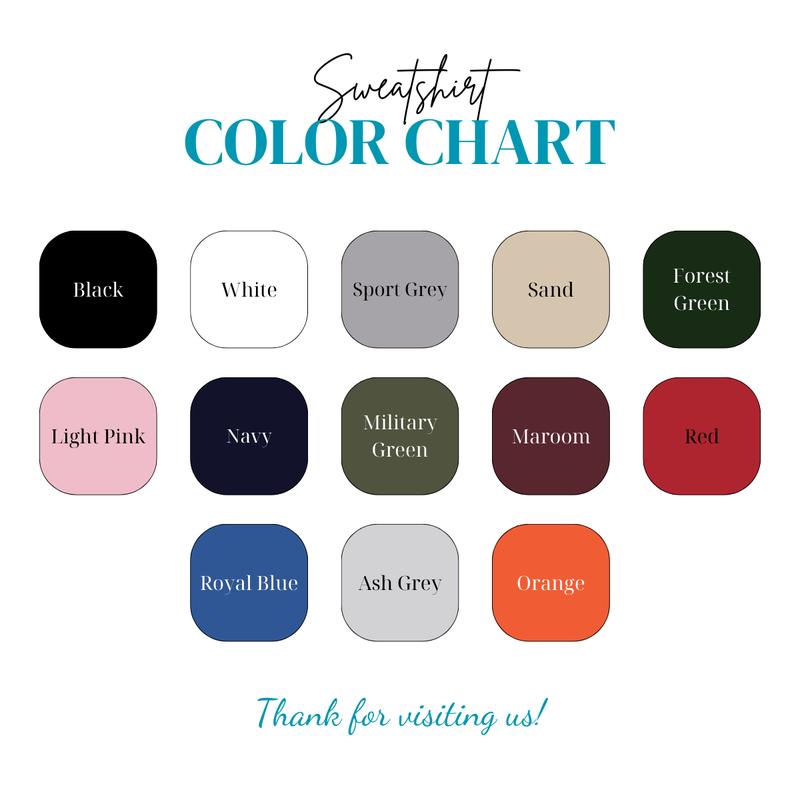 Sweatshirt
COLOR CHART
Black
White
Sport Grey
Sand
Forest
Green
Light Pink
Navy
Military
Green
Maroom
Red
Royal Blue
Ash Grey
Orange
Thank for visiting us!